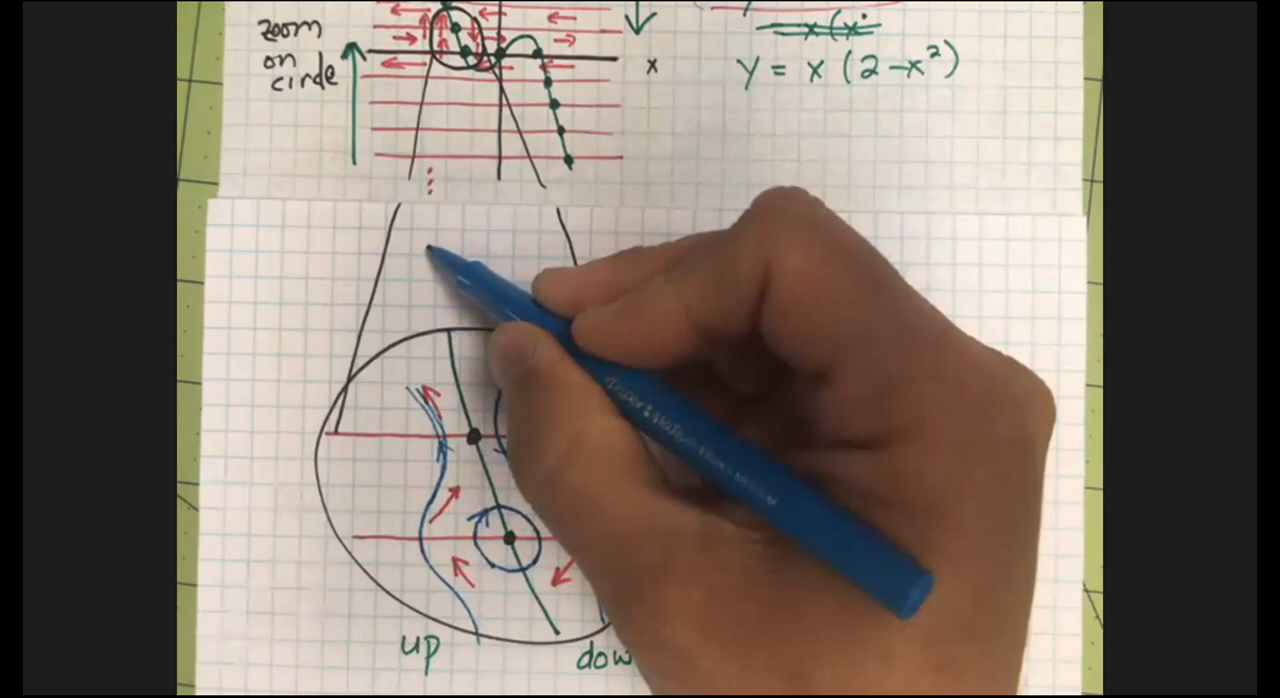 zoom
on
circle
x
y = x (2-x²)
up
dow